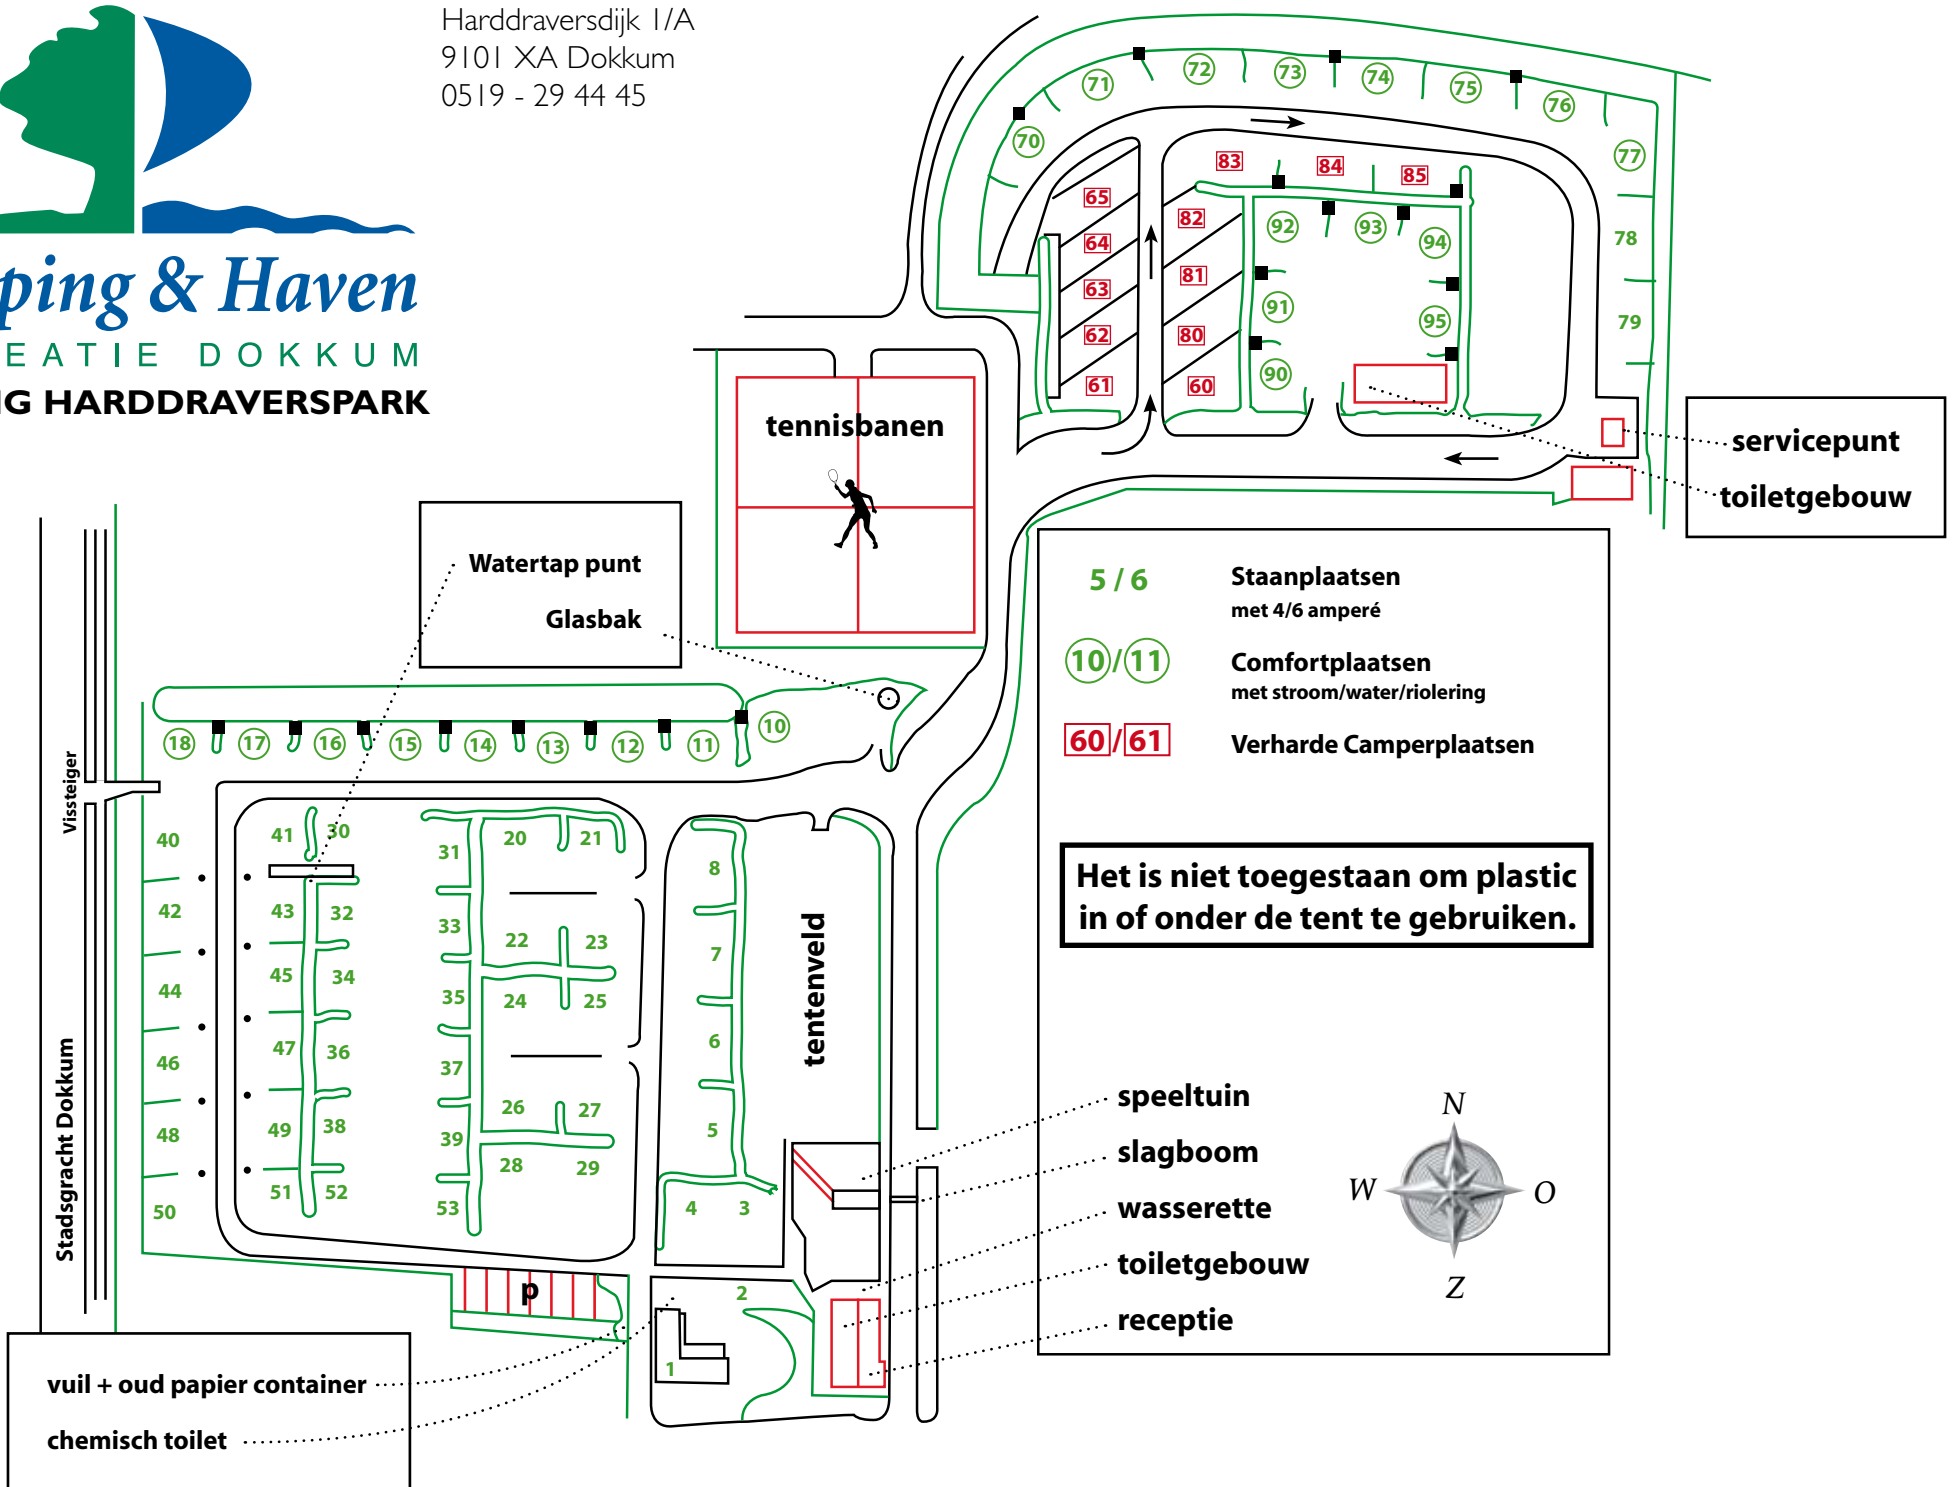 Harddraversdijk 1/A
9101 XA Dokkum
0519 - 29 44 45
ping & Haven
EATIE DOKKUM
G HARDDRAVERSPARK
70
71
72
73
74
75
76
77
78
79
65
64
63
62
61
83
84
85
82
81
80
60
92
93
94
91
95
90
tennisbanen
servicepunt
toiletgebouw
Watertap punt
Glasbak
5 / 6
Staanplaatsen
met 4/6 amperé
10/11
Comfortplaatsen
met stroom/water/riolering
60/61
Verharde Camperplaatsen
Het is niet toegestaan om plastic
in of onder de tent te gebruiken.
speeltuin
slagboom
wasserette
toiletgebouw
receptie
N
W
O
Z
18
17
16
15
14
13
12
11
10
Vissteiger
Stadsgracht Dokkum
40
42
44
46
48
50
41
30
43
32
45
34
47
36
49
38
51
52
31
33
35
37
39
53
20
21
22
23
24
25
26
27
28
29
8
7
6
5
4
3
tentenveld
p
2
1
vuil + oud papier container
chemisch toilet